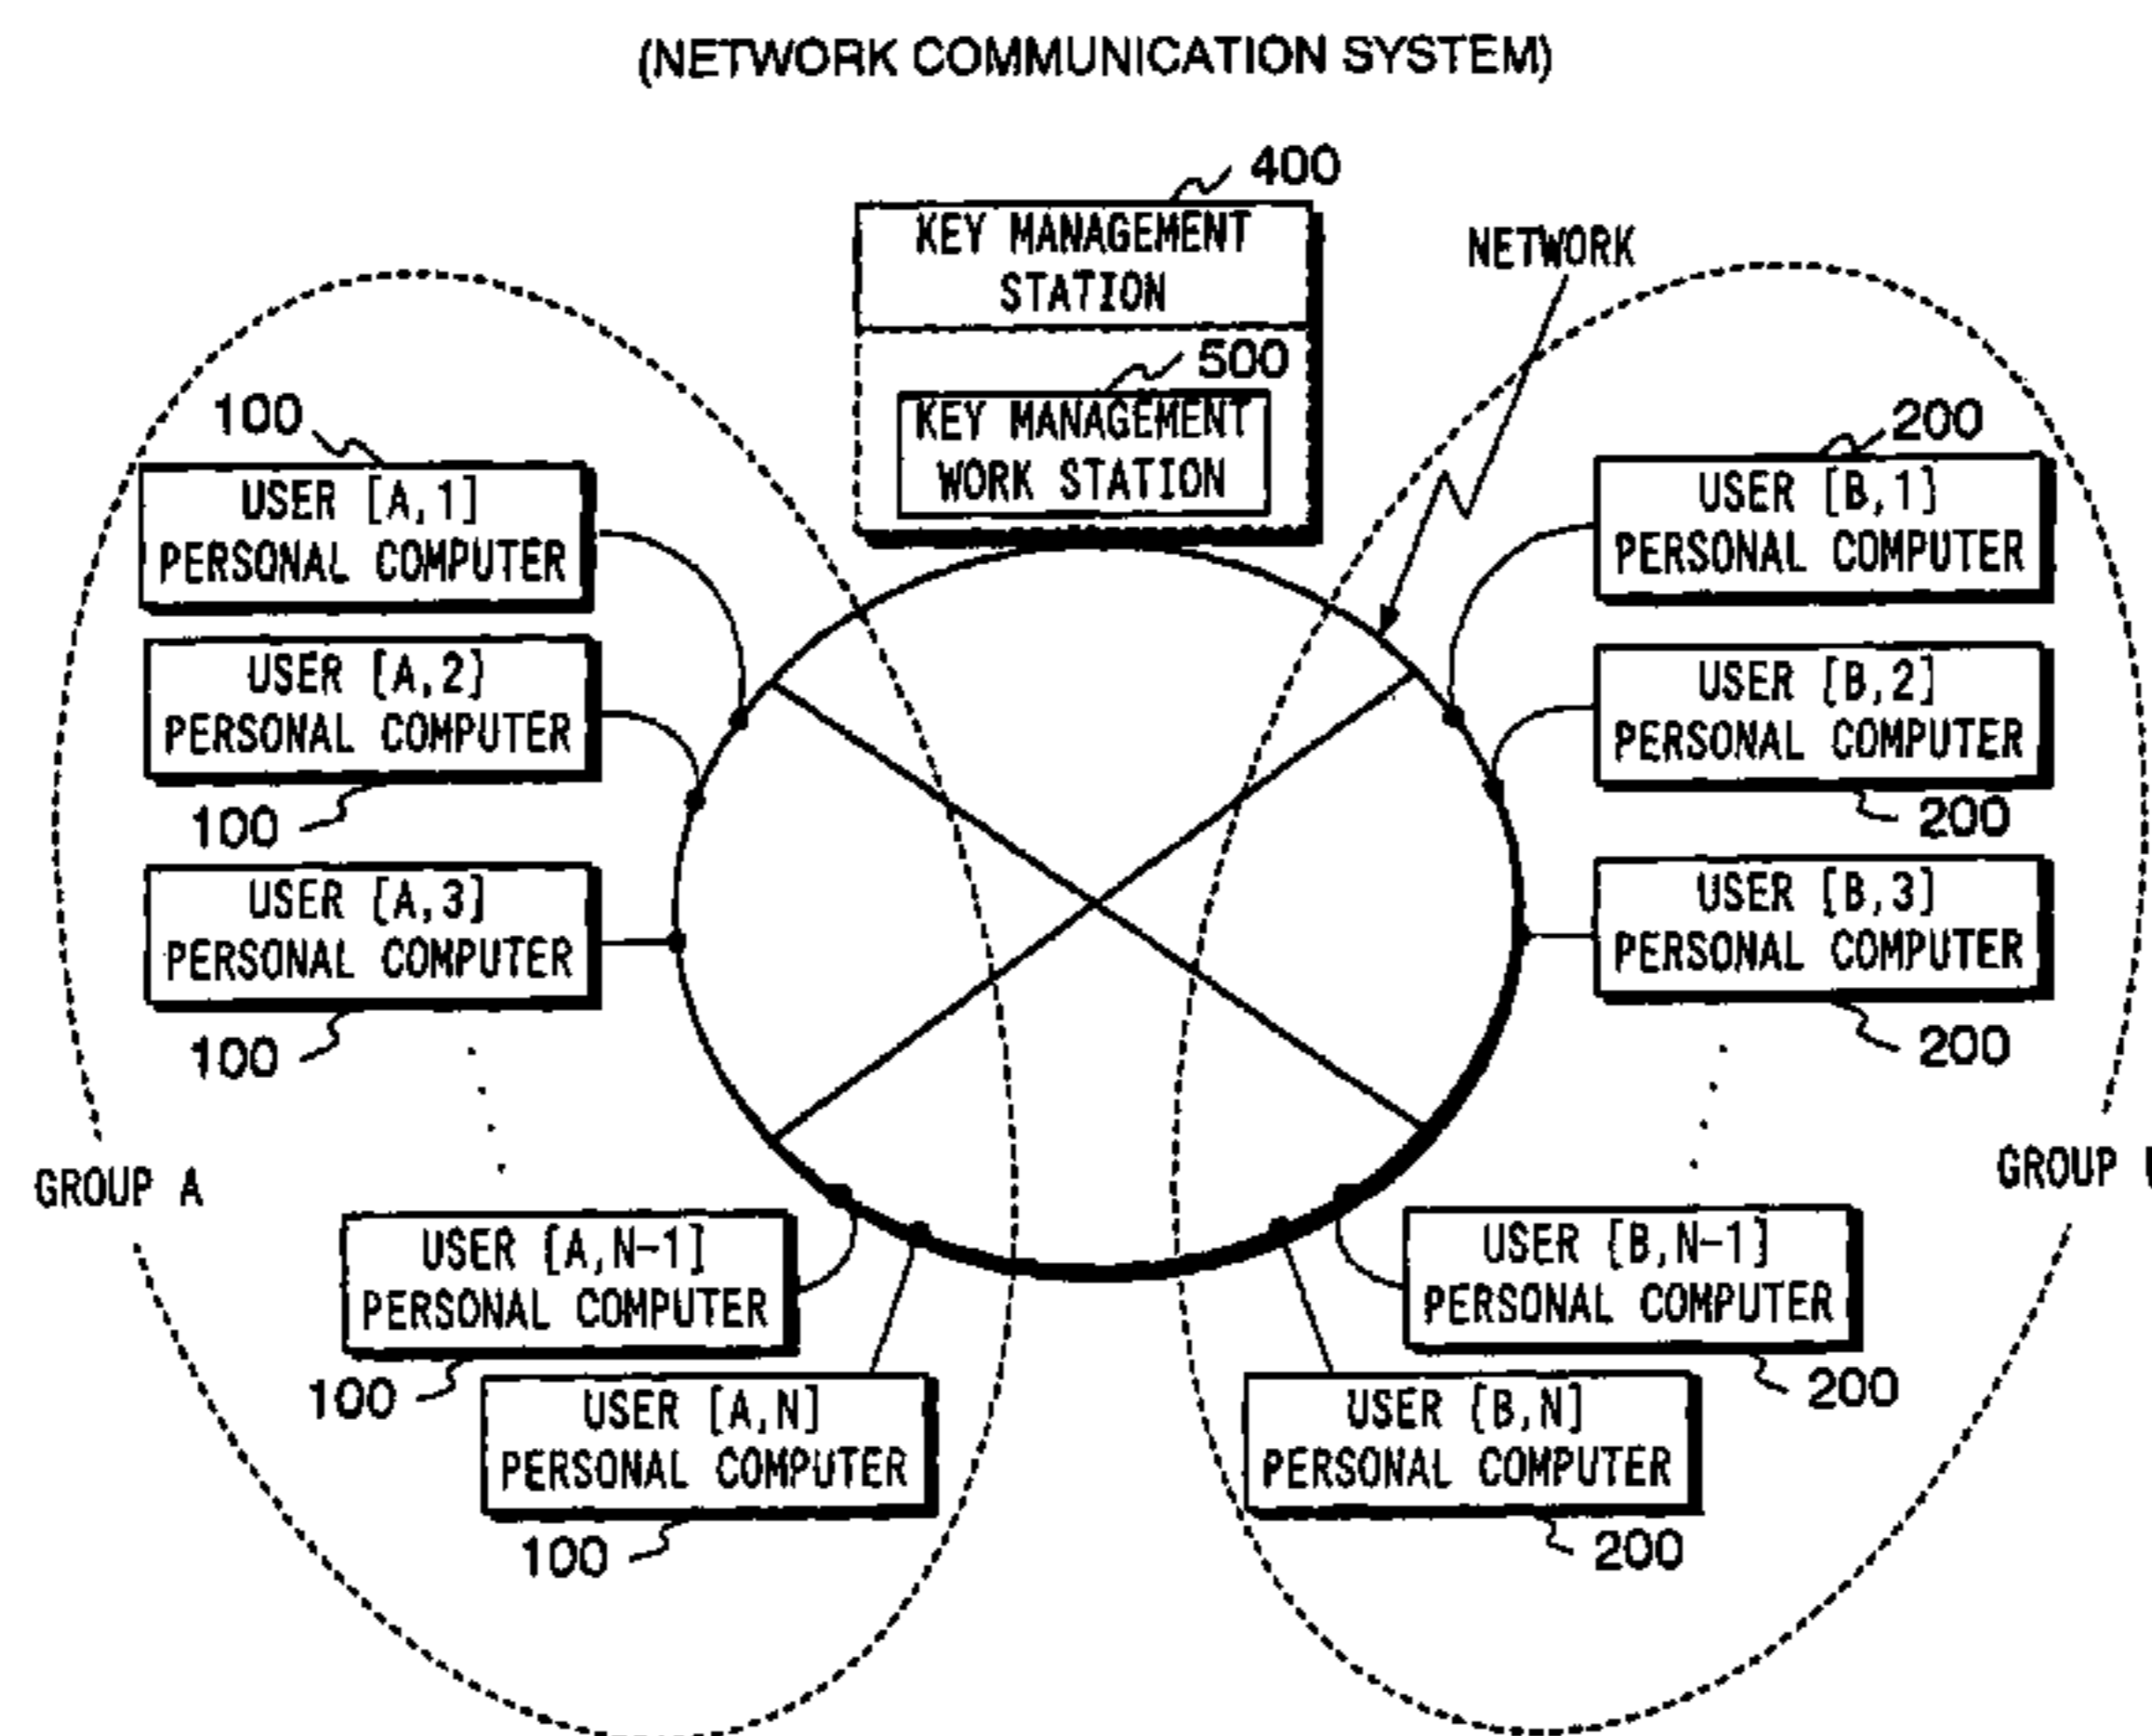 (NETWORK COMMUNICATION SYSTEM)
400
KEY MANAGEMENT
STATION
NETWORK
500
KEY MANAGEMENT
WORK STATION
100
USER [A,1]
PERSONAL COMPUTER
200
USER [B,1]
PERSONAL COMPUTER
USER [A,2]
PERSONAL COMPUTER
100
USER [B,2]
PERSONAL COMPUTER
200
USER [A,3]
PERSONAL COMPUTER
100
USER [B,3]
PERSONAL COMPUTER
200
GROUP A
GROUP
USER [A,N-1]
PERSONAL COMPUTER
100
USER [B,N-1]
PERSONAL COMPUTER
200
USER [A,N]
PERSONAL COMPUTER
100
USER [B,N]
PERSONAL COMPUTER
200